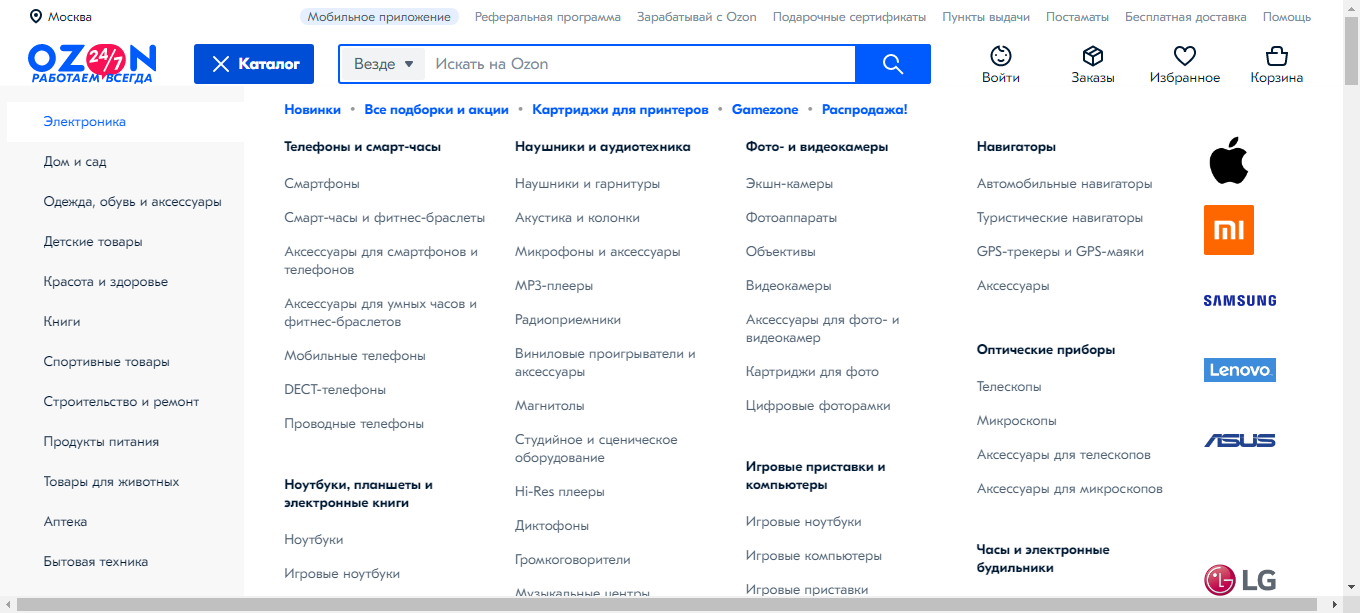 Москва
Мобильное приложение
Реферальная программа
Зарабатывай с Ozon
Подарочные сертификаты
Пункты выдачи
Постаматы
Бесплатная доставка
Помощь
OZON
24/7
РАБОТАЕМ ВСЕГДА
Каталог
Везде
Искать на Ozon
Войти
Заказы
Избранное
Корзина
Электроника
Дом и сад
Одежда, обувь и аксессуары
Детские товары
Красота и здоровье
Книги
Спортивные товары
Строительство и ремонт
Продукты питания
Товары для животных
Аптека
Бытовая техника
Новинки • Все подборки и акции • Картриджи для принтеров • Gamezone • Распродажа!
Телефоны и смарт-часы
Смартфоны
Смарт-часы и фитнес-браслеты
Аксессуары для смартфонов и
телефонов
Аксессуары для умных часов и
фитнес-браслетов
Мобильные телефоны
DECT-телефоны
Проводные телефоны
Ноутбуки, планшеты и
электронные книги
Ноутбуки
Игровые ноутбуки
Наушники и аудиотехника
Наушники и гарнитуры
Акустика и колонки
Микрофоны и аксессуары
MP3-плееры
Радиоприемники
Виниловые проигрыватели и
аксессуары
Магнитолы
Студийное и сценическое
оборудование
Hi-Res плееры
Диктофоны
Громкоговорители
Музыкальные центры
Фото- и видеокамеры
Экшн-камеры
Фотоаппараты
Объективы
Видеокамеры
Аксессуары для фото- и
видеокамер
Картриджи для фото
Цифровые фоторамки
Игровые приставки и
компьютеры
Игровые ноутбуки
Игровые компьютеры
Игровые приставки
Навигаторы
Автомобильные навигаторы
Туристические навигаторы
GPS-трекеры и GPS-маяки
Аксессуары
Оптические приборы
Телескопы
Микроскопы
Аксессуары для телескопов
Аксессуары для микроскопов
Часы и электронные
будильники
mi
SAMSUNG
Lenovo
ASUS
LG